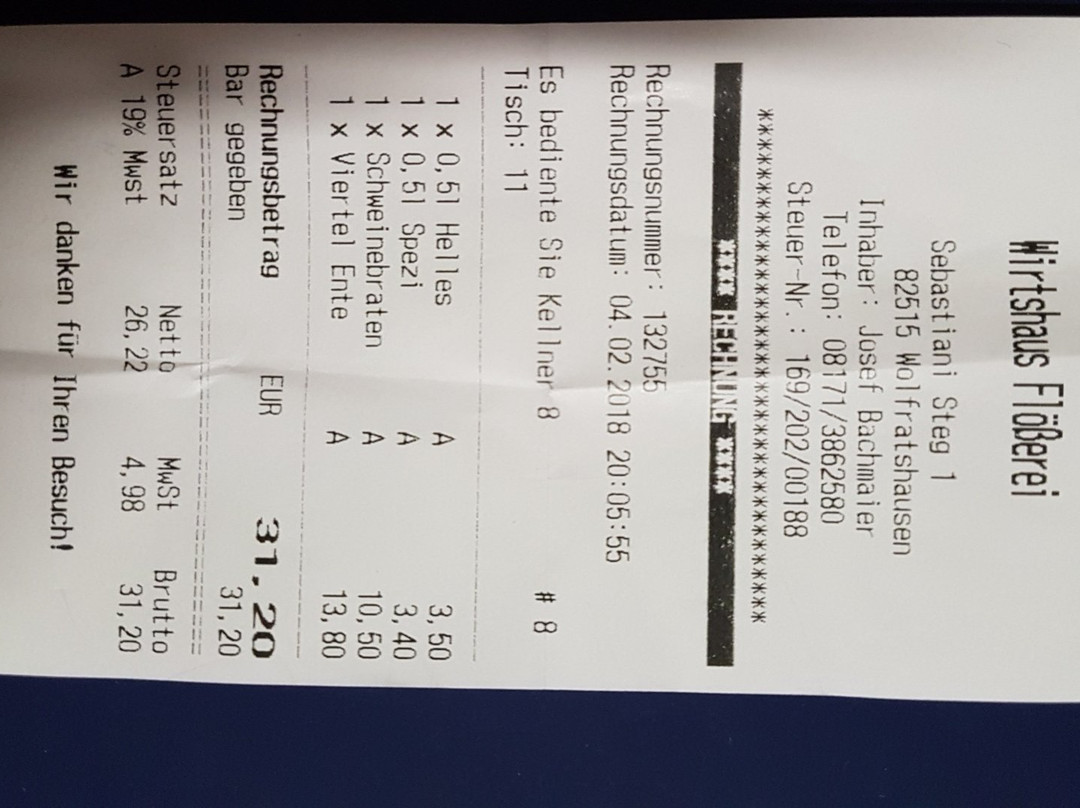 Wirtshaus Flößerei
Sebastiani Steg 1
82515 Wolfratshausen
Inhaber: Josef Bachmaier
Telefon: 08171/3862580
Steuer-Nr.: 169/202/00188
**************************************
**** RECHNUNG ****
Rechnungsnummer: 132755
Rechnungsdatum: 04.02.2018 20:05:55
Es bediente Sie Kellner 8 # 8
Tisch: 11
1 x 0,5l Helles A 3,50
1 x 0,5l Spezi A 3,40
1 x Schweinebraten A 10,50
1 x Viertel Ente A 13,80
Rechnungsbetrag EUR 31,20
Bar gegeben 31,20
Steuersatz Netto MwSt Brutto
A 19% Mwst 26,22 4,98 31,20
Wir danken für Ihren Besuch!